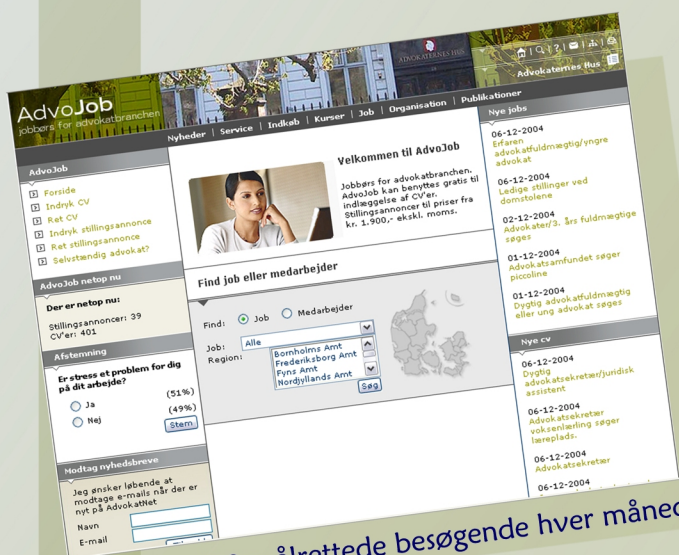 ADVOKATERNES HUS
Advokaternes Hus
AdvoJob
jobbørs for advokatbranchen
Nyheder | Service | Indkøb | Kurser | Job | Organisation | Publikationer
AdvoJob
Forside
Indryk CV
Ret CV
Indryk stillingsannonce
Ret stillingsannonce
Selvstændig advokat?
AdvoJob netop nu
Der er netop nu:
Stillingsannoncer: 39
CV'er: 401
Afstemning
Er stress et problem for dig
på dit arbejde?
Ja (51%)
Nej (49%)
Stem
Modtag nyhedsbreve
Jeg ønsker løbende at
modtage e-mails når der er
nyt på AdvokatNet
Navn
E-mail
Velkommen til AdvoJob
Jobbørs for advokatbranchen.
AdvoJob kan benyttes gratis til
indlæggelse af CV'er.
Stillingsannoncer til priser fra
kr. 1.900,- ekskl. moms.
Find job eller medarbejder
Find: Job Medarbejder
Job: Alle
Region: Bornholms Amt
Frederiksborg Amt
Fyns Amt
Nordjyllands Amt
Søg
Nye jobs
06-12-2004
Erfaren
advokatfuldmægtig/yngre
advokat
06-12-2004
Ledige stillinger ved
domstolene
02-12-2004
Advokater/3. års fuldmægtige
søges
01-12-2004
Advokatsamfundet søger
piccoline
01-12-2004
Dygtig advokatfuldmægtig
eller ung advokat søges
Nye cv
06-12-2004
Dygtig
advokatsekretær/juridisk
assistent
06-12-2004
Advokatsekretær
voksenlærling søger
læreplads.
06-12-2004
Advokatsekretær
06-12-2004
besøgende hver måned